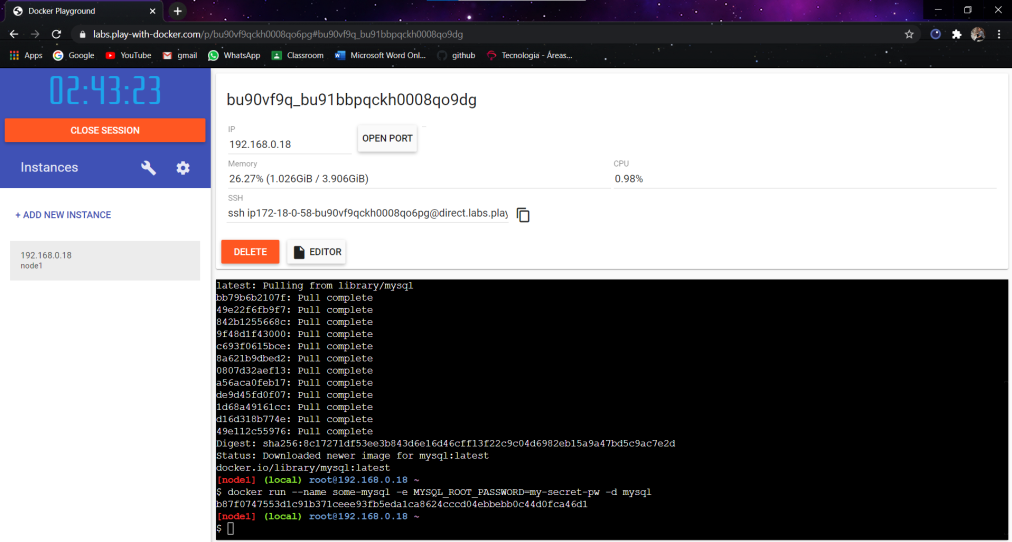 Docker Playground
labs.play-with-docker.com/p/bu90vf9qckh0008qo6pg#bu90vf9q_bu91bbpqckh0008qo9dg
Apps Google YouTube gmail WhatsApp Classroom Microsoft Word Onl... github Tecnologia - Áreas...
02:43:23
CLOSE SESSION
Instances
+ ADD NEW INSTANCE
192.168.0.18
node1
bu90vf9q_bu91bbpqckh0008qo9dg
IP
192.168.0.18
OPEN PORT
Memory
26.27% (1.026GiB / 3.906GiB)
CPU
0.98%
SSH
ssh ip172-18-0-58-bu90vf9qckh0008qo6pg@direct.labs.play
DELETE
EDITOR
latest: Pulling from library/mysql
bb79b6b2107f: Pull complete
49e22f6fb9f7: Pull complete
842b1255668c: Pull complete
9f48d1f43000: Pull complete
c693f0615bce: Pull complete
8a621b9dbed2: Pull complete
0807d32aef13: Pull complete
a56aca0feb17: Pull complete
de9d45fd0f07: Pull complete
1d68a49161cc: Pull complete
d16d318b774e: Pull complete
49e112c55976: Pull complete
Digest: sha256:8c17271df53ee3b843d6e16d46cff13f22c9c04d6982eb15a9a47bd5c9ac7e2d
Status: Downloaded newer image for mysql:latest
docker.io/library/mysql:latest
[node1] (local) root@192.168.0.18 ~
$ docker run --name some-mysql -e MYSQL_ROOT_PASSWORD=my-secret-pw -d mysql
b87f0747553d1c91b371ceee93fb5eda1ca8624cccd04ebbebb0c44d0fca46d1
[node1] (local) root@192.168.0.18 ~
$